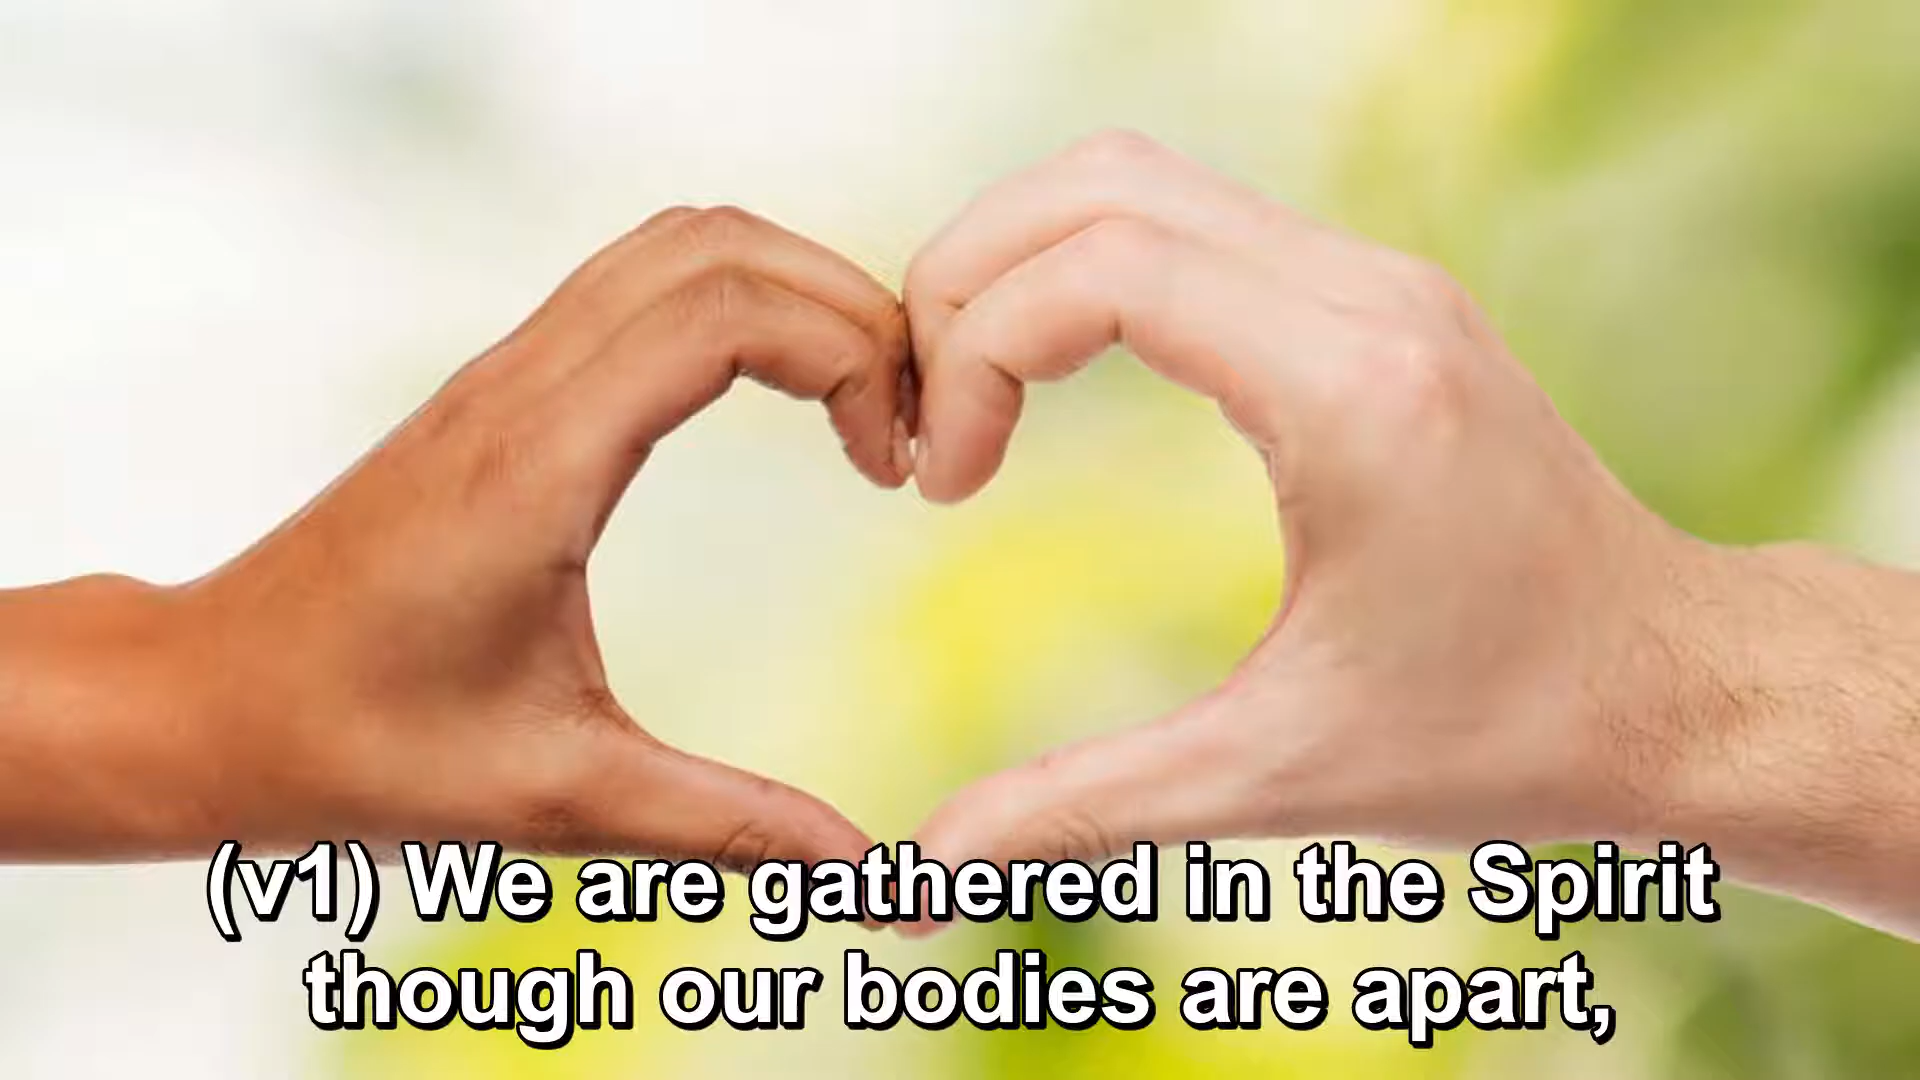 (v1) We are gathered in the Spirit
though our bodies are apart,